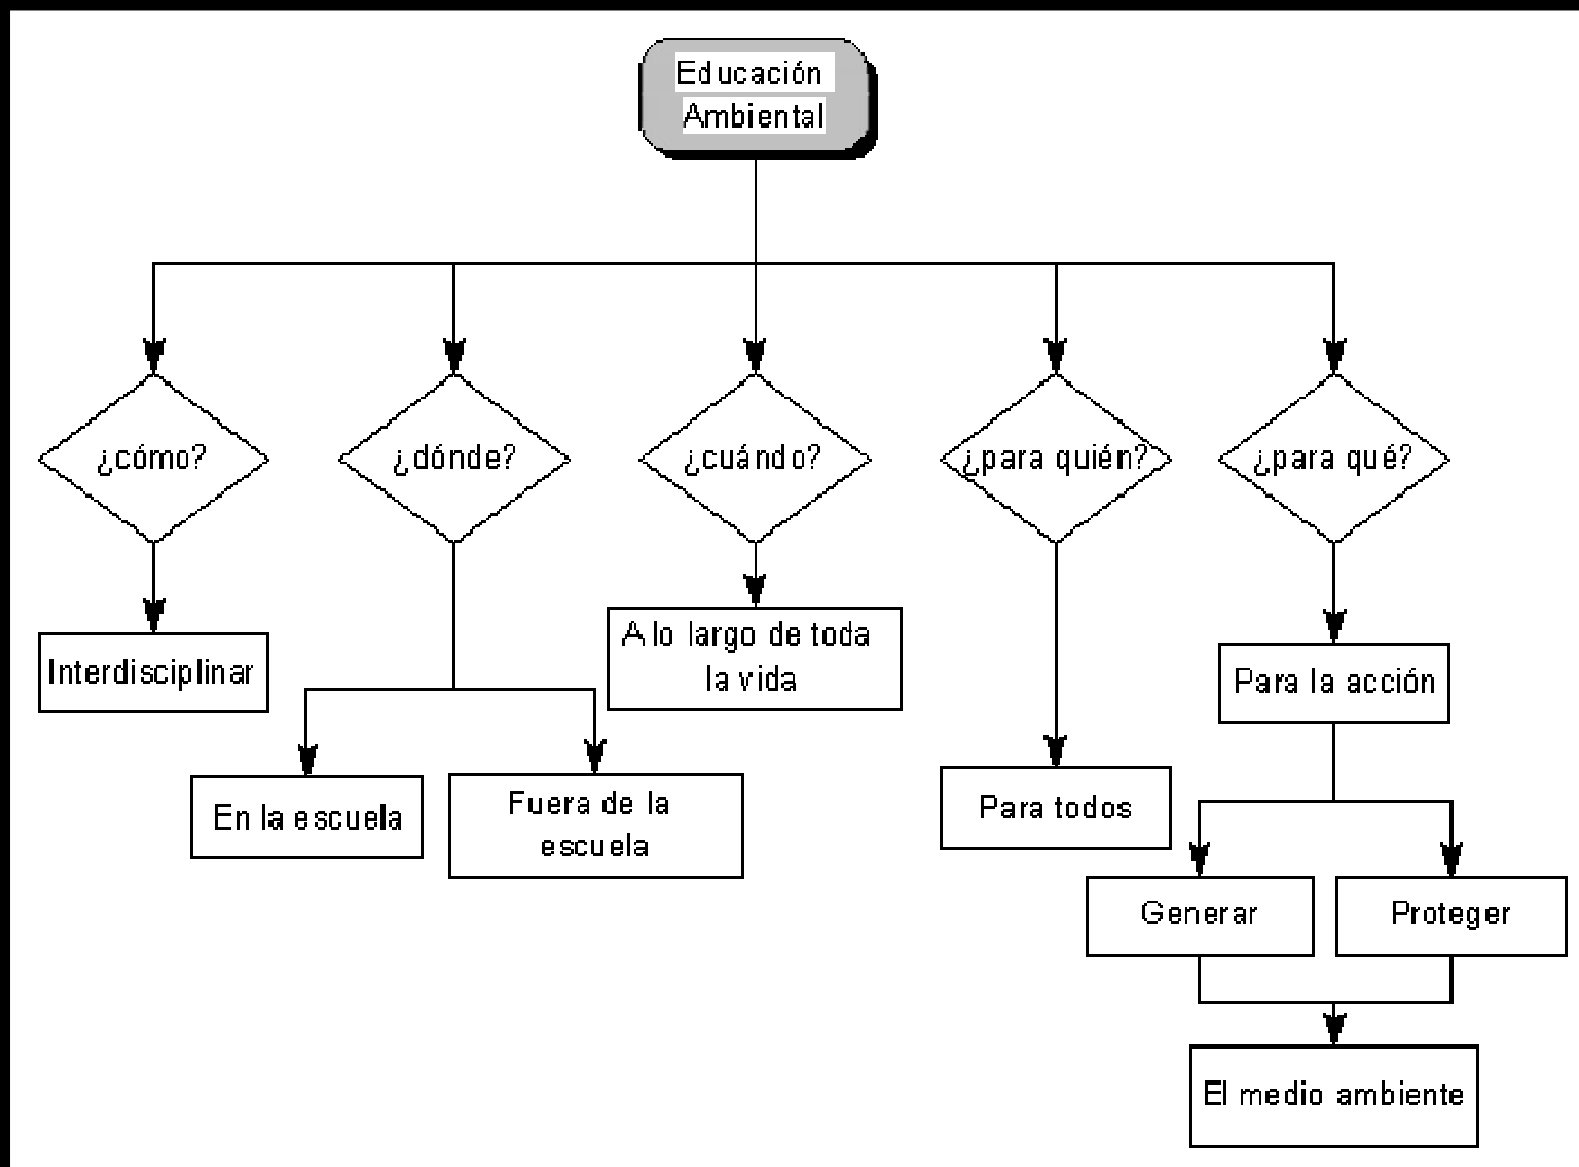 Educación
Ambiental
¿cómo?
¿dónde?
¿cuándo?
¿para quién?
¿para qué?
Interdisciplinar
En la escuela
Fuera de la
escuela
A lo largo de toda
la vida
Para todos
Para la acción
Generar
Proteger
El medio ambiente